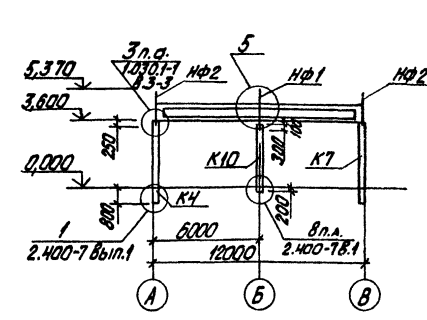 3 п.а.
1.030.1-1
в.3-3
НФ2
5
НФ1
НФ2
5,370
3,600
250
300
100
К10
К7
0,000
800
К4
200
1
2.400-7 вып.1
6000
8 п.л.
2.400-7 в.1
12000
А
Б
В